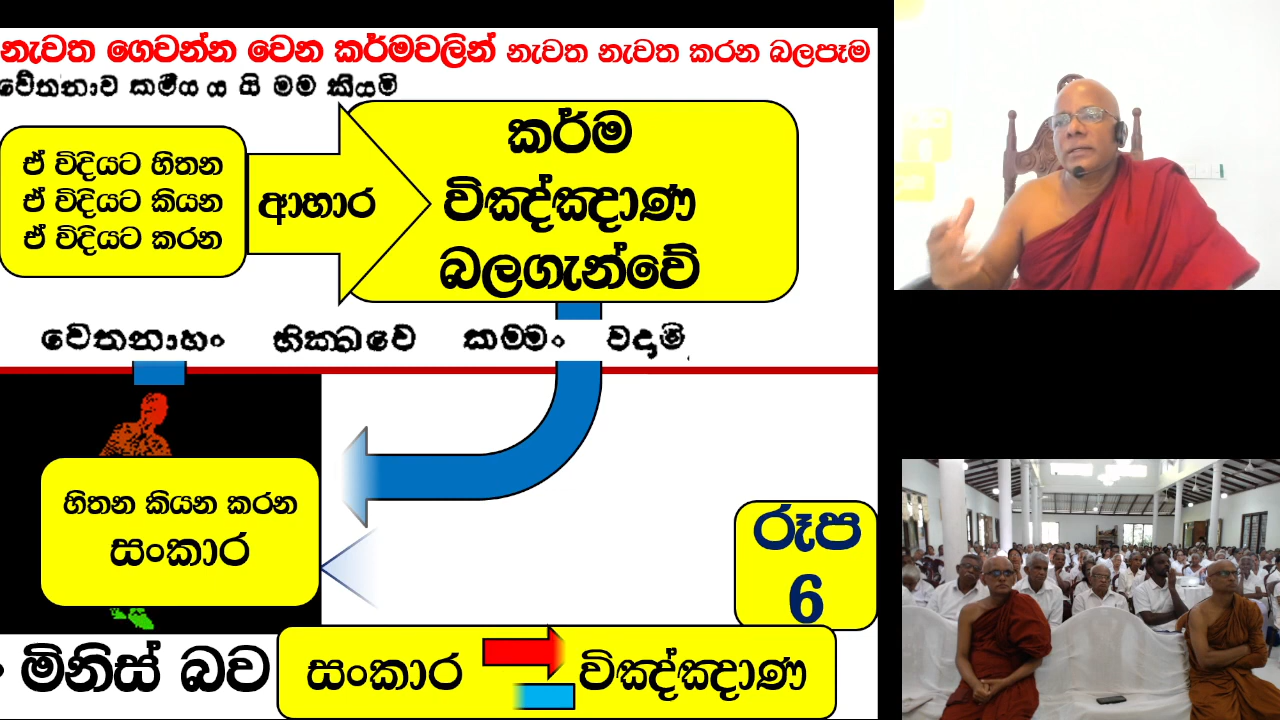 නැවත ගෙවන්න වෙන කර්මවලින් නැවත නැවත කරන බලපෑම
චේතනාව කර්මය ය යි මම කියමි
ඒ විදියට හිතන
ඒ විදියට කියන
ඒ විදියට කරන
ආහාර
කර්ම
විඤ්ඤාණ
බලගැන්වේ
චේතනාහං භික්ඛවෙ කම්මං වදාමි
හිතන කියන කරන
සංකාර
රූප
6
මිනිස් බව
සංකාර විඤ්ඤාණ